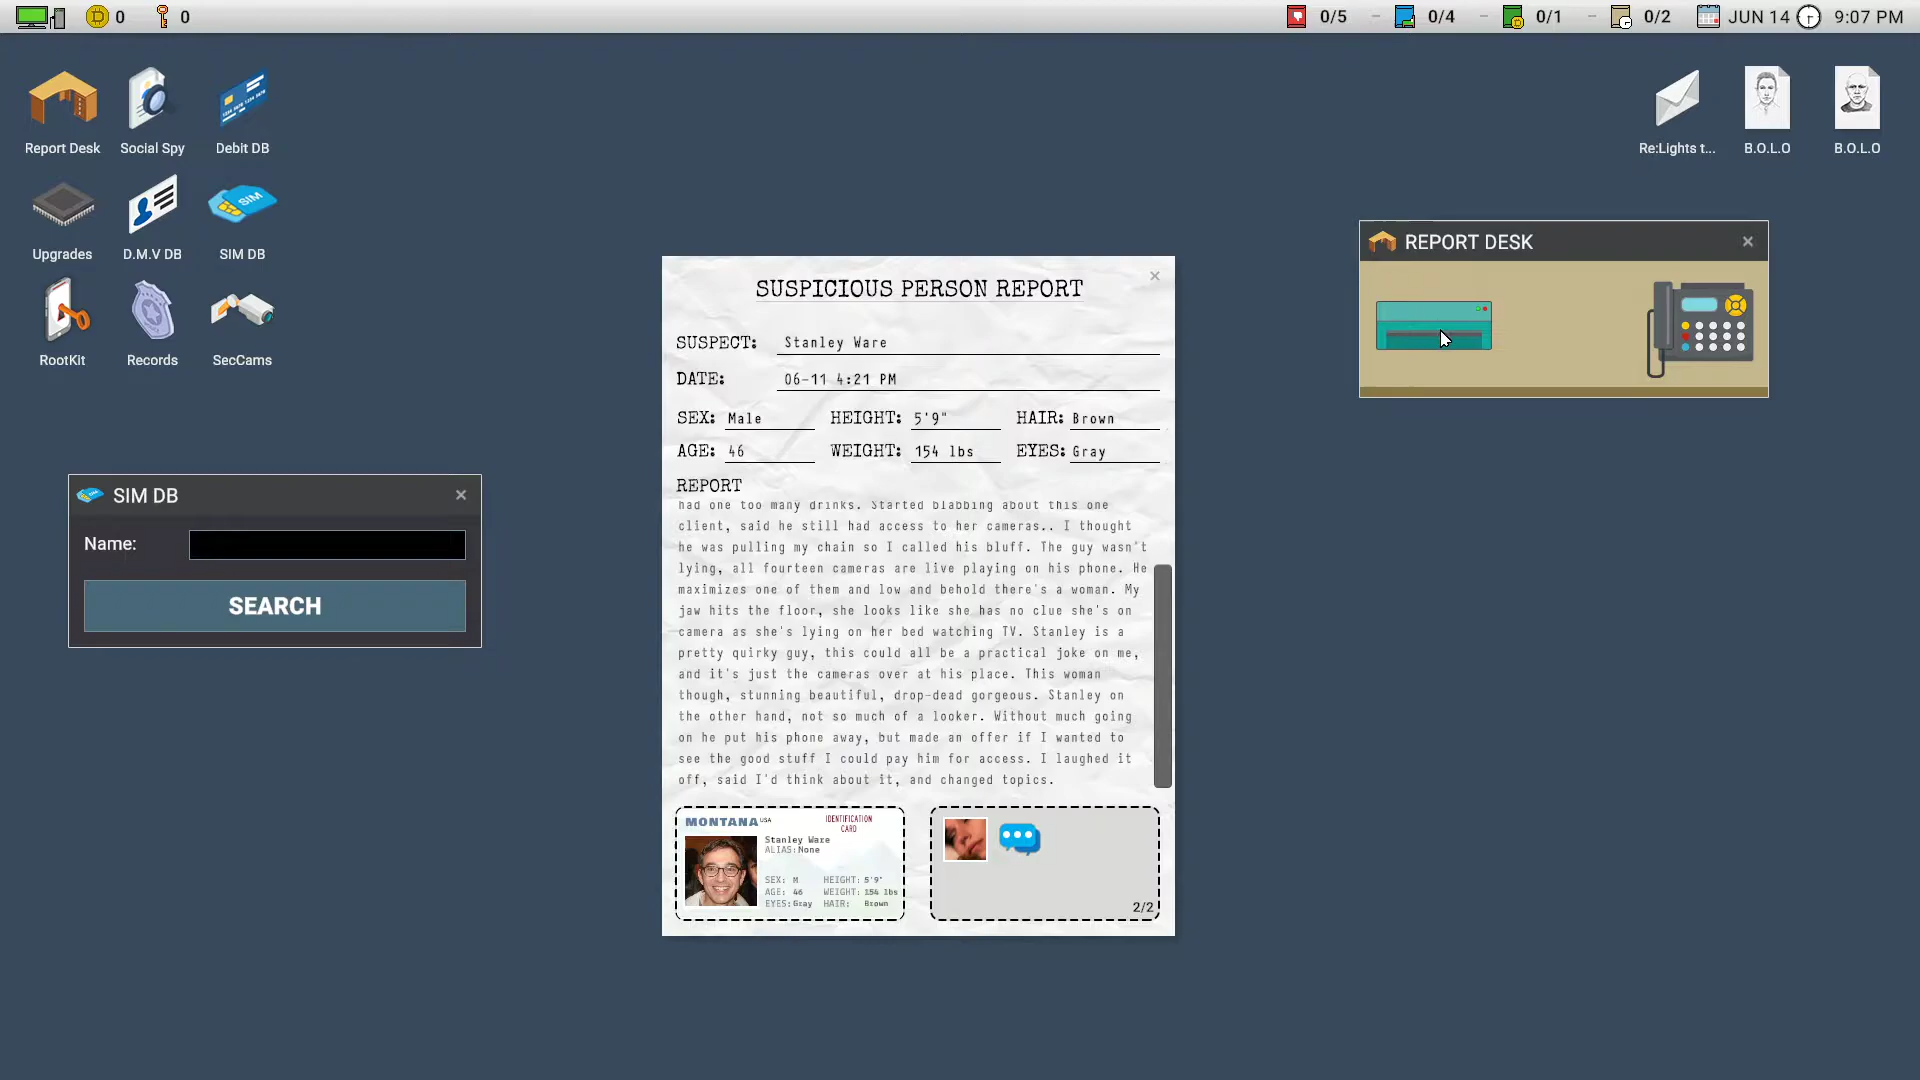 0
0
0/5
0/4
0/1
0/2
JUN 14
9:07 PM
Report Desk
Social Spy
Debit DB
Upgrades
D.M.V DB
SIM DB
RootKit
Records
SecCams
Re:Lights t...
B.O.L.O
B.O.L.O
REPORT DESK
SIM DB
Name:
SEARCH
SUSPICIOUS PERSON REPORT
SUSPECT: Stanley Ware
DATE: 06-11 4:21 PM
SEX: Male HEIGHT: 5'9" HAIR: Brown
AGE: 46 WEIGHT: 154 lbs EYES: Gray
REPORT
had one too many drinks. Started blabbing about this one
client, said he still had access to her cameras.. I thought
he was pulling my chain so I called his bluff. The guy wasn't
lying, all fourteen cameras are live playing on his phone. He
maximizes one of them and low and behold there's a woman. My
jaw hits the floor, she looks like she has no clue she's on
camera as she's lying on her bed watching TV. Stanley is a
pretty quirky guy, this could all be a practical joke on me,
and it's just the cameras over at his place. This woman
though, stunning beautiful, drop-dead gorgeous. Stanley on
the other hand, not so much of a looker. Without much going
on he put his phone away, but made an offer if I wanted to
see the good stuff I could pay him for access. I laughed it
off, said I'd think about it, and changed topics.
MONTANA USA
IDENTIFICATION
CARD
Stanley Ware
ALIAS: None
SEX: M HEIGHT: 5'9"
AGE: 46 WEIGHT: 154 lbs
EYES: Gray HAIR: Brown
2/2
SIM